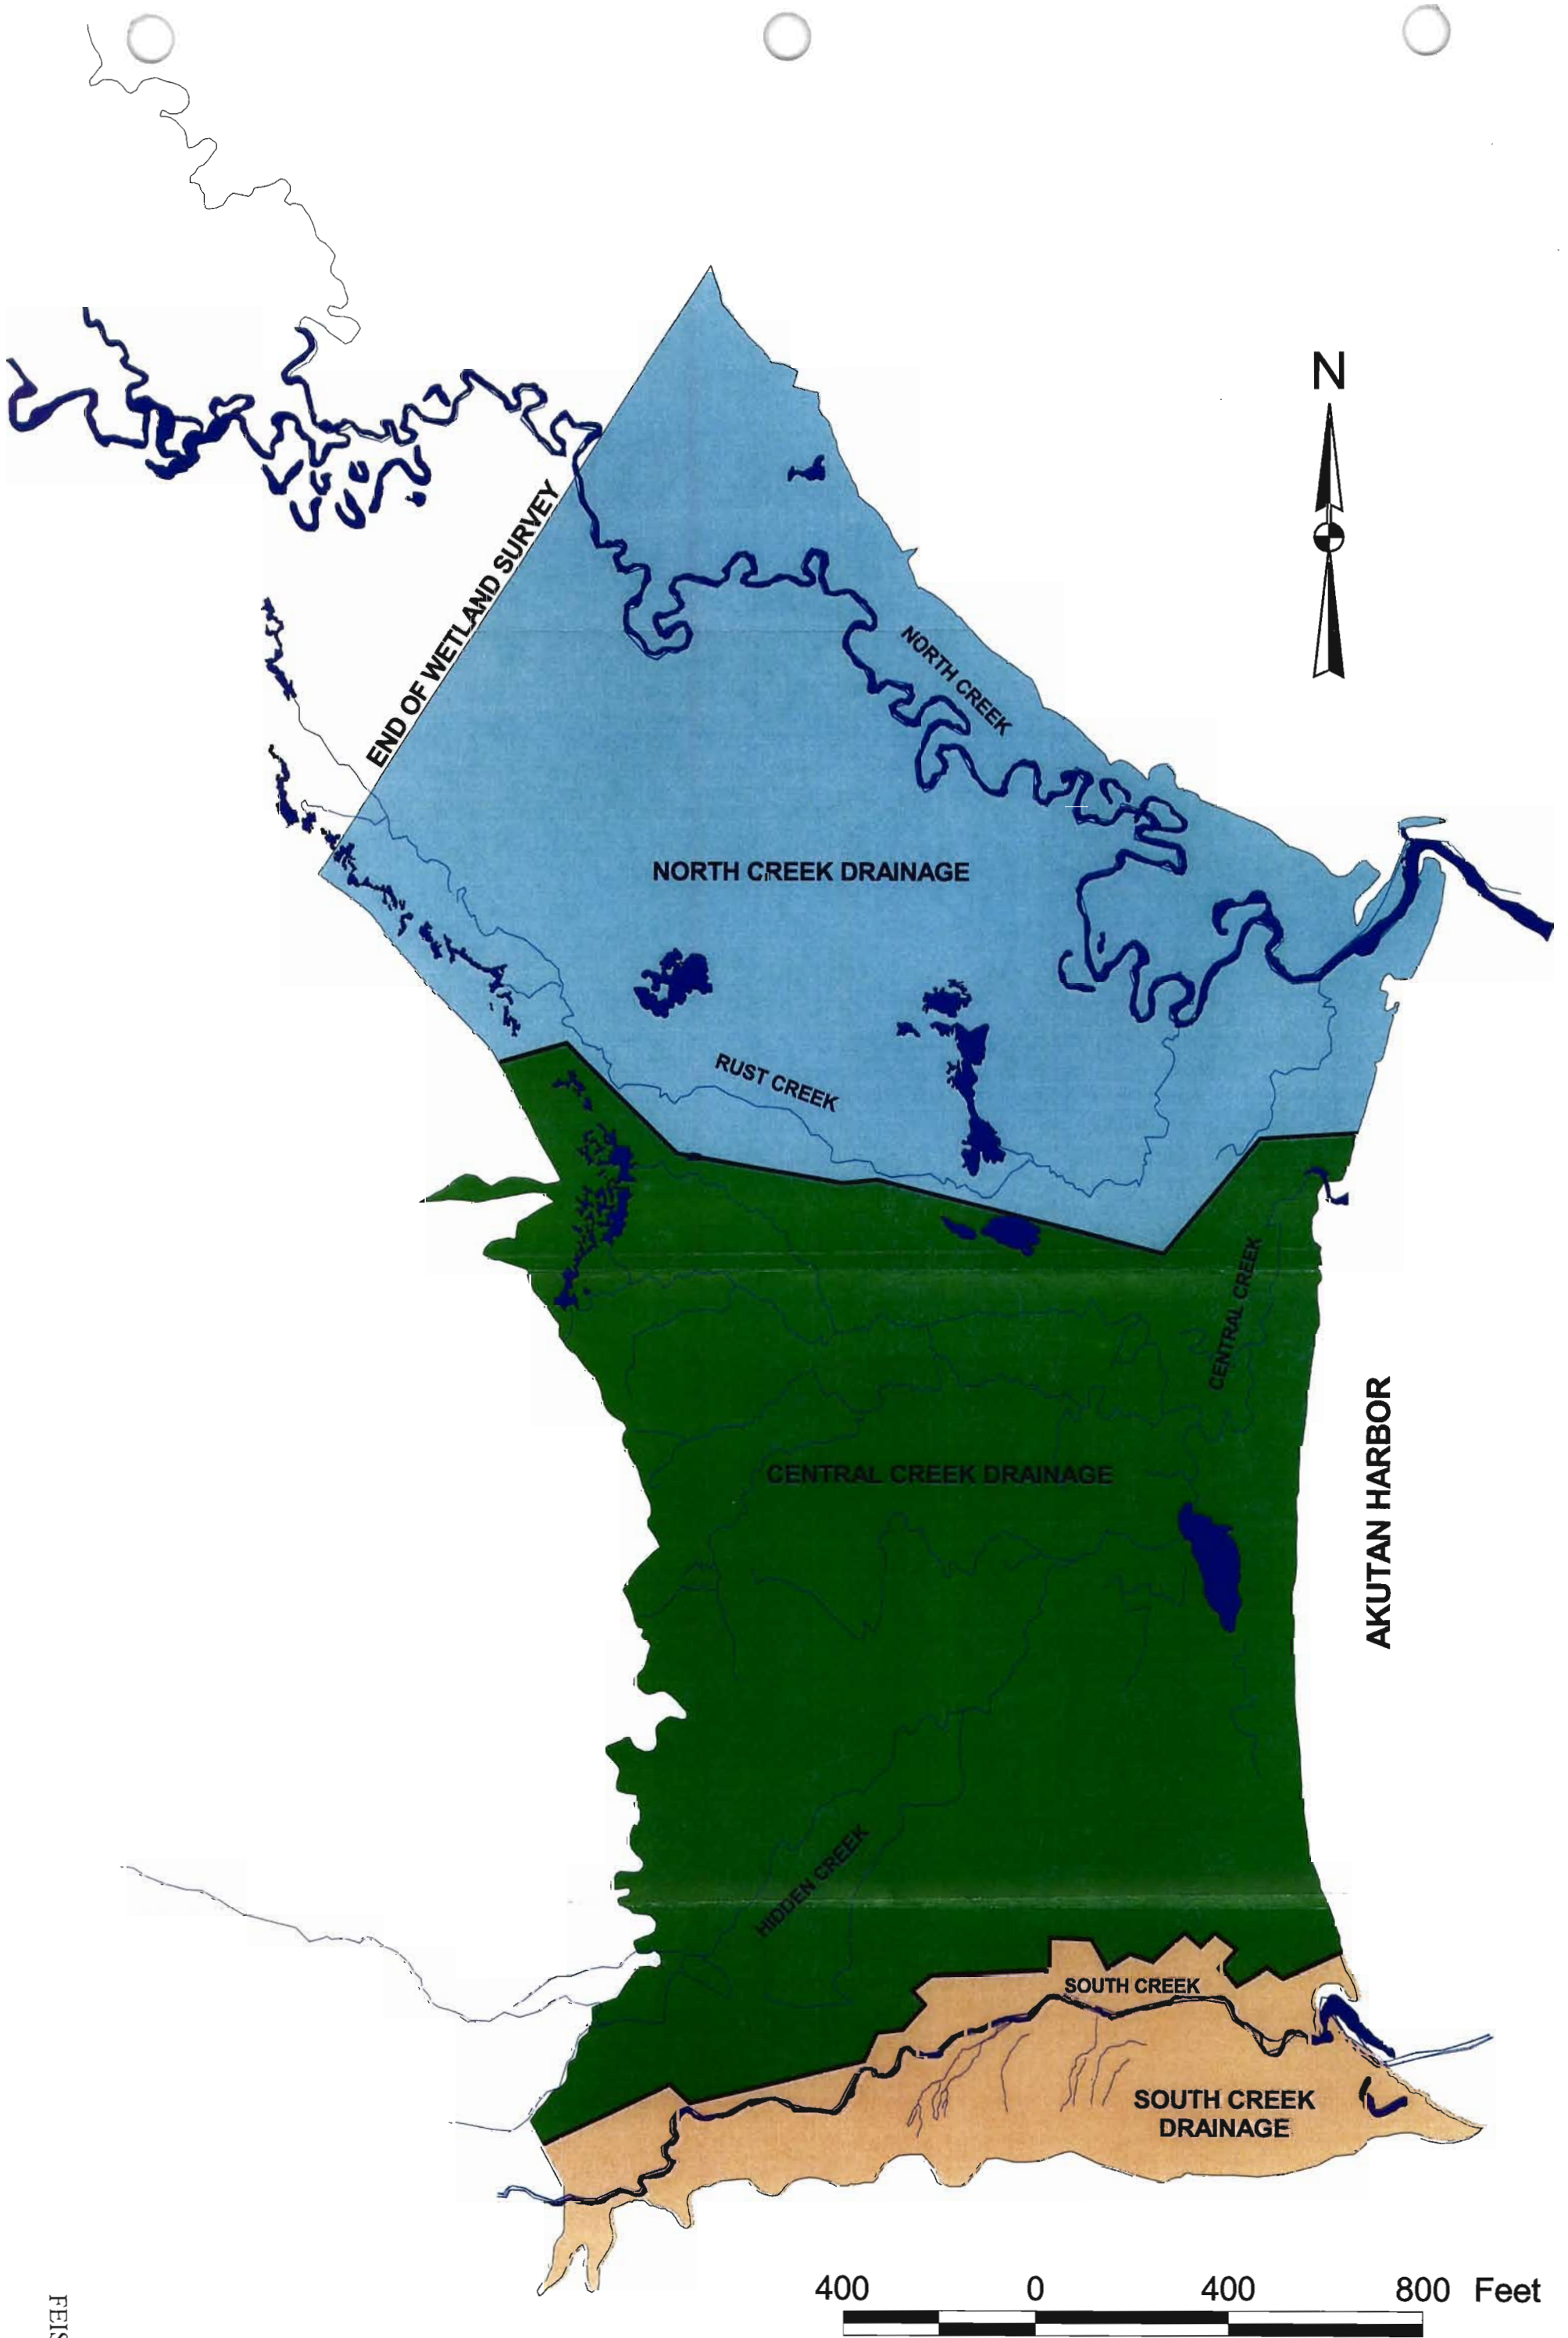 N
END OF WETLAND SURVEY
NORTH CREEK
NORTH CREEK DRAINAGE
RUST CREEK
CENTRAL CREEK
AKUTAN HARBOR
CENTRAL CREEK DRAINAGE
HIDDEN CREEK
SOUTH CREEK
SOUTH CREEK
DRAINAGE
400 0 400 800 Feet
FEIS